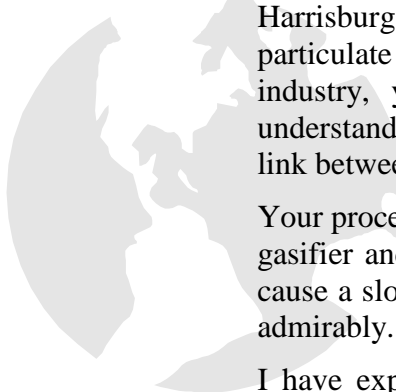 Harrisburg
particulate
industry,
understand
link betwee
Your proce
gasifier an
cause a slo
admirably.
I have exp